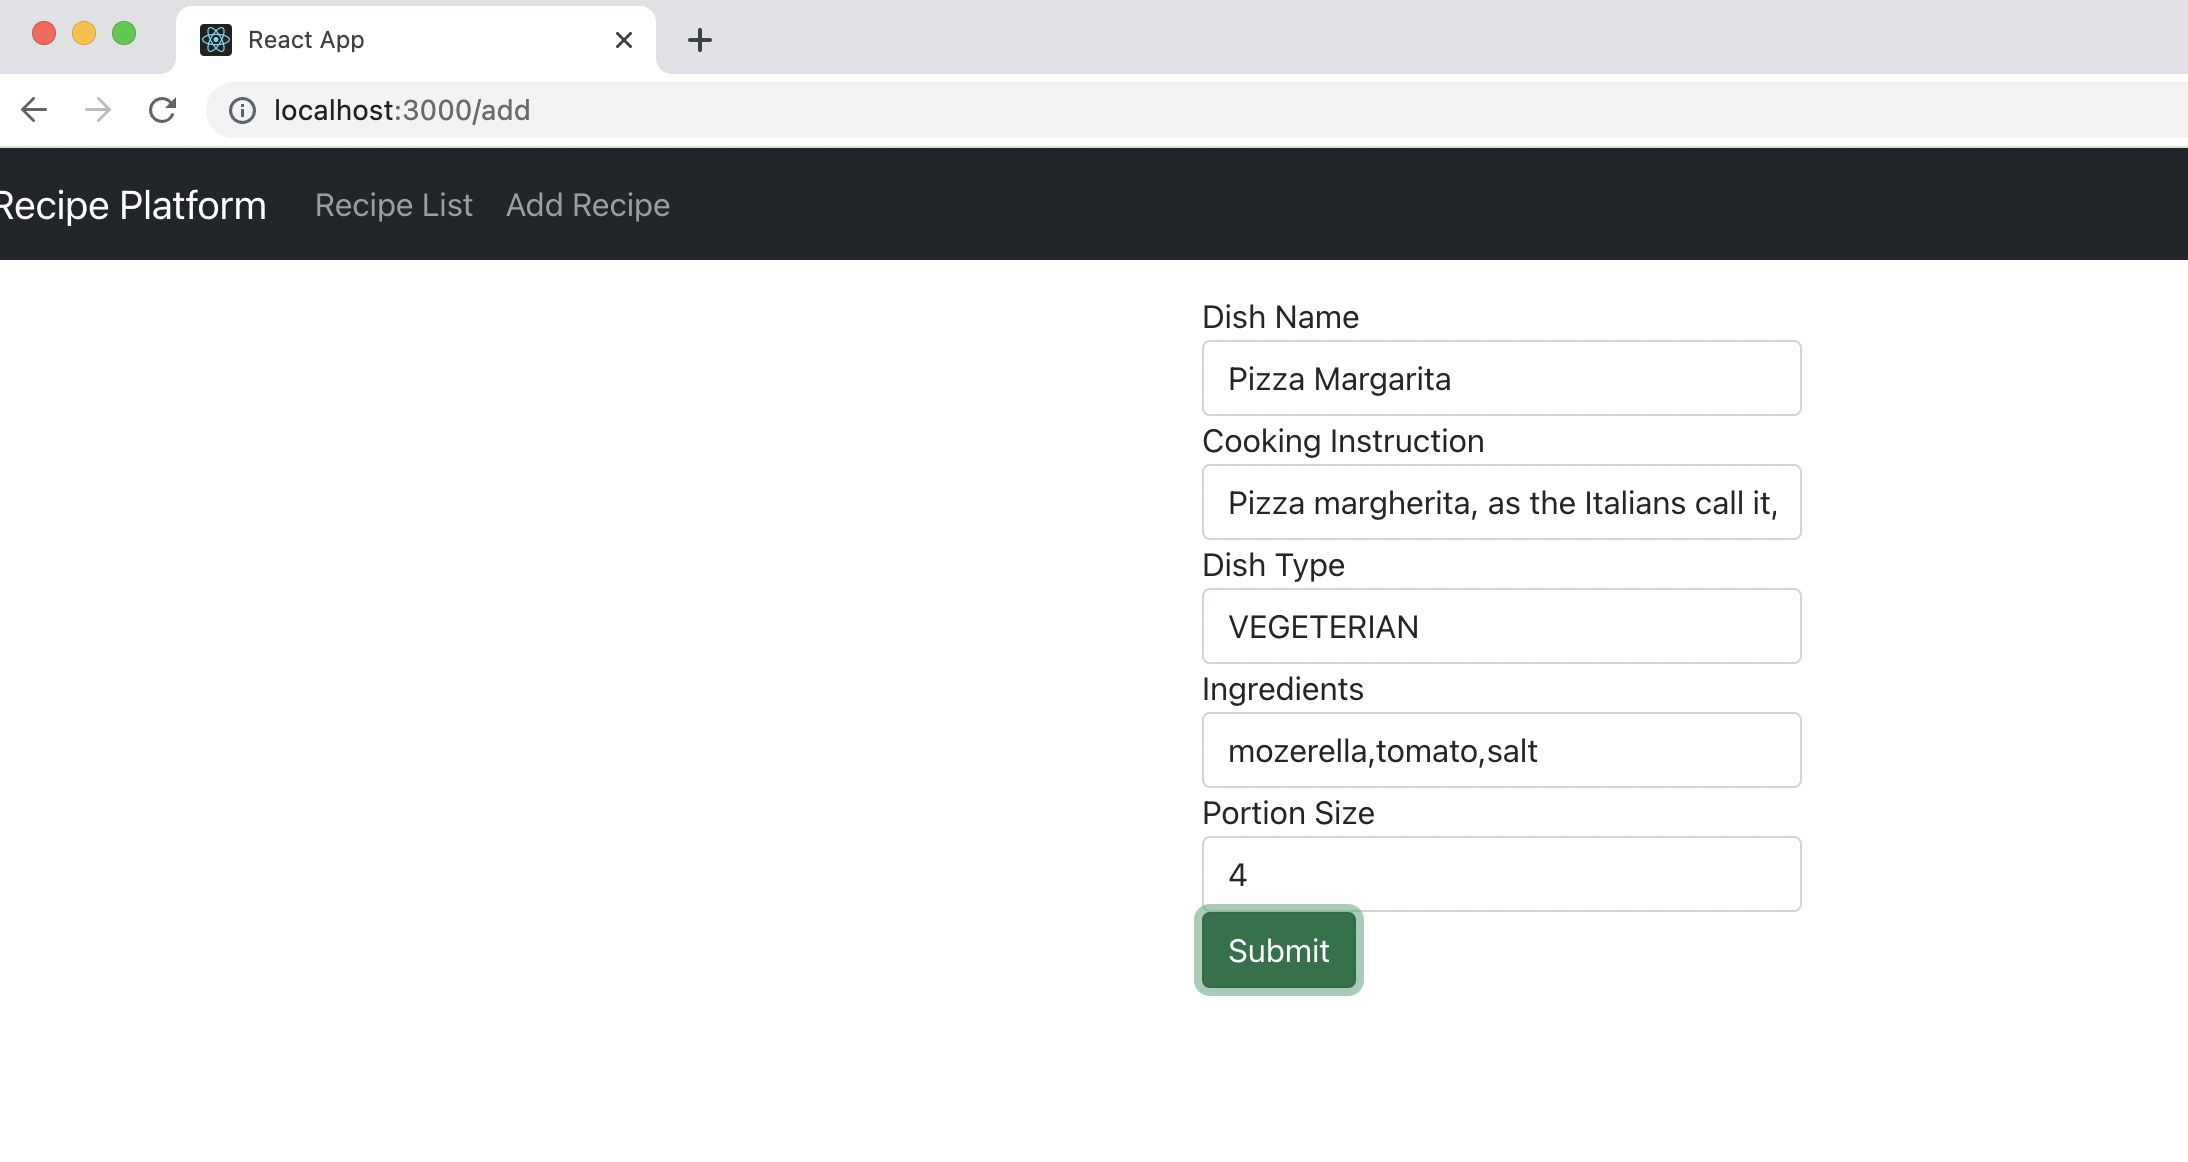 React App
localhost:3000/add
Recipe Platform Recipe List Add Recipe
Dish Name
Pizza Margarita
Cooking Instruction
Pizza margherita, as the Italians call it,
Dish Type
VEGETERIAN
Ingredients
mozerella,tomato,salt
Portion Size
4
Submit